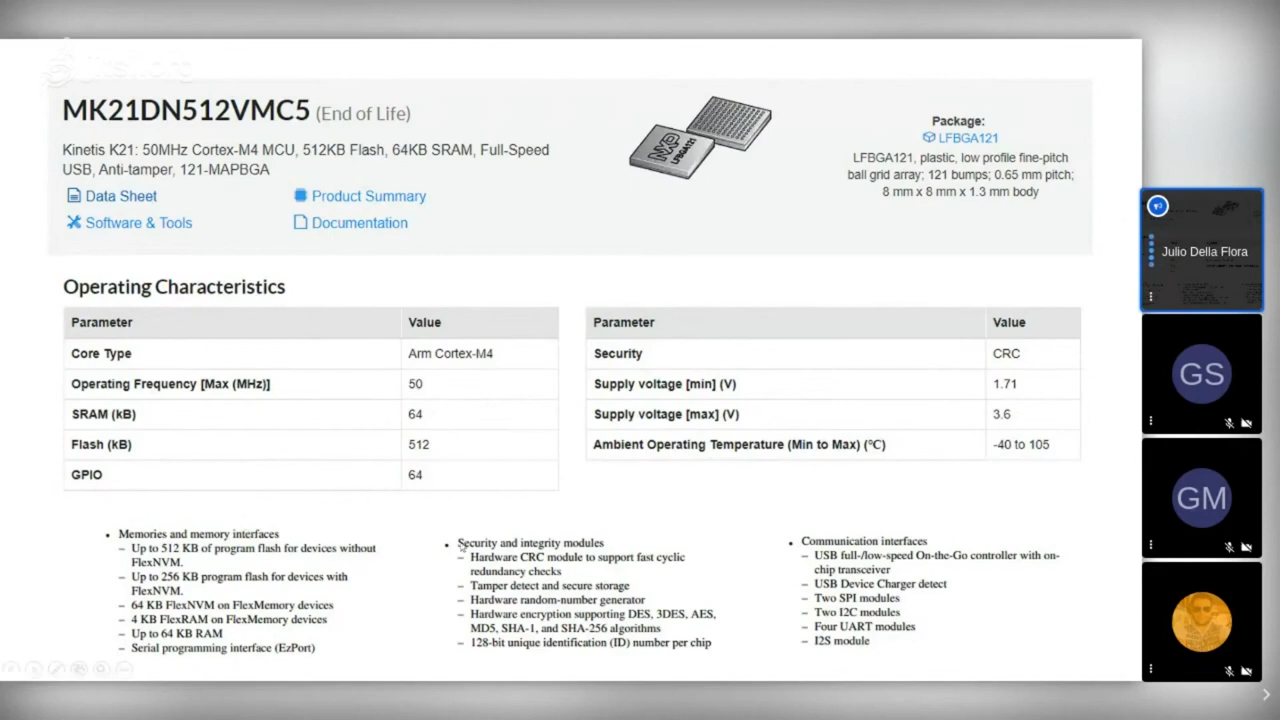 MK21DN512VMC5 (End of Life)
Kinetis K21: 50MHz Cortex-M4 MCU, 512KB Flash, 64KB SRAM, Full-Speed
USB, Anti-tamper, 121-MAPBGA
Data Sheet
Product Summary
Software & Tools
Documentation
NXP
LFBGA121
Package:
LFBGA121
LFBGA121, plastic, low profile fine-pitch
ball grid array; 121 bumps; 0.65 mm pitch;
8 mm x 8 mm x 1.3 mm body
Operating Characteristics
Parameter Value
Core Type Arm Cortex-M4
Operating Frequency [Max (MHz)] 50
SRAM (kB) 64
Flash (kB) 512
GPIO 64
Parameter Value
Security CRC
Supply voltage [min] (V) 1.71
Supply voltage [max] (V) 3.6
Ambient Operating Temperature (Min to Max) (°C) -40 to 105
• Memories and memory interfaces
– Up to 512 KB of program flash for devices without
FlexNVM.
– Up to 256 KB program flash for devices with
FlexNVM.
– 64 KB FlexNVM on FlexMemory devices
– 4 KB FlexRAM on FlexMemory devices
– Up to 64 KB RAM
– Serial programming interface (EzPort)
• Security and integrity modules
– Hardware CRC module to support fast cyclic
redundancy checks
– Tamper detect and secure storage
– Hardware random-number generator
– Hardware encryption supporting DES, 3DES, AES,
MD5, SHA-1, and SHA-256 algorithms
– 128-bit unique identification (ID) number per chip
• Communication interfaces
– USB full-/low-speed On-the-Go controller with on-
chip transceiver
– USB Device Charger detect
– Two SPI modules
– Two I2C modules
– Four UART modules
– I2S module
Julio Della Flora
GS
GM